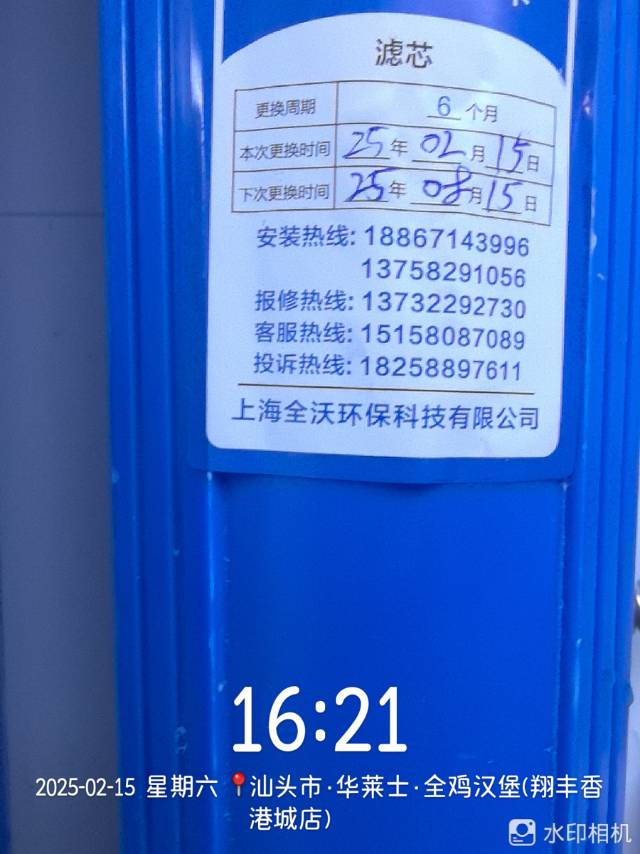 滤芯
更换周期 6 个月
本次更换时间 25年 02月 15日
下次更换时间 25年 08月 15日
安装热线: 18867143996
13758291056
报修热线: 13732292730
客服热线: 15158087089
投诉热线: 18258897611
上海全沃环保科技有限公司
16:21
2025-02-15 星期六 📍汕头市·华莱士·全鸡汉堡(翔丰香
港城店)
水印相机